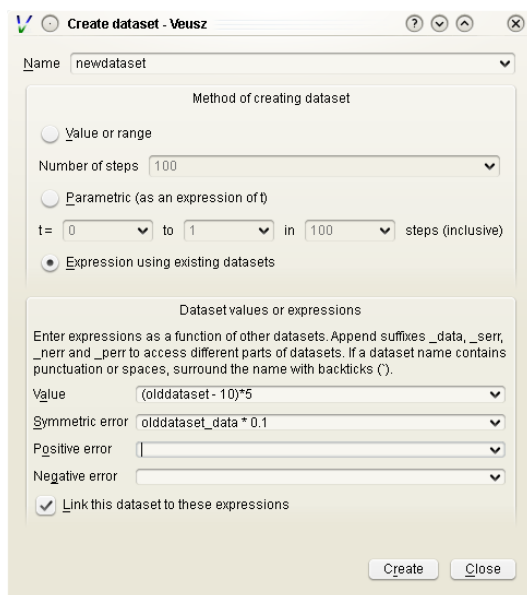 Create dataset - Veusz
Name newdataset
Method of creating dataset
Value or range
Number of steps 100
Parametric (as an expression of t)
t = 0 to 1 in 100 steps (inclusive)
Expression using existing datasets
Dataset values or expressions
Enter expressions as a function of other datasets. Append suffixes _data, _serr,
_nerr and _perr to access different parts of datasets. If a dataset name contains
punctuation or spaces, surround the name with backticks (`).
Value (olddataset - 10)*5
Symmetric error olddataset_data * 0.1
Positive error
Negative error
Link this dataset to these expressions
Create Close